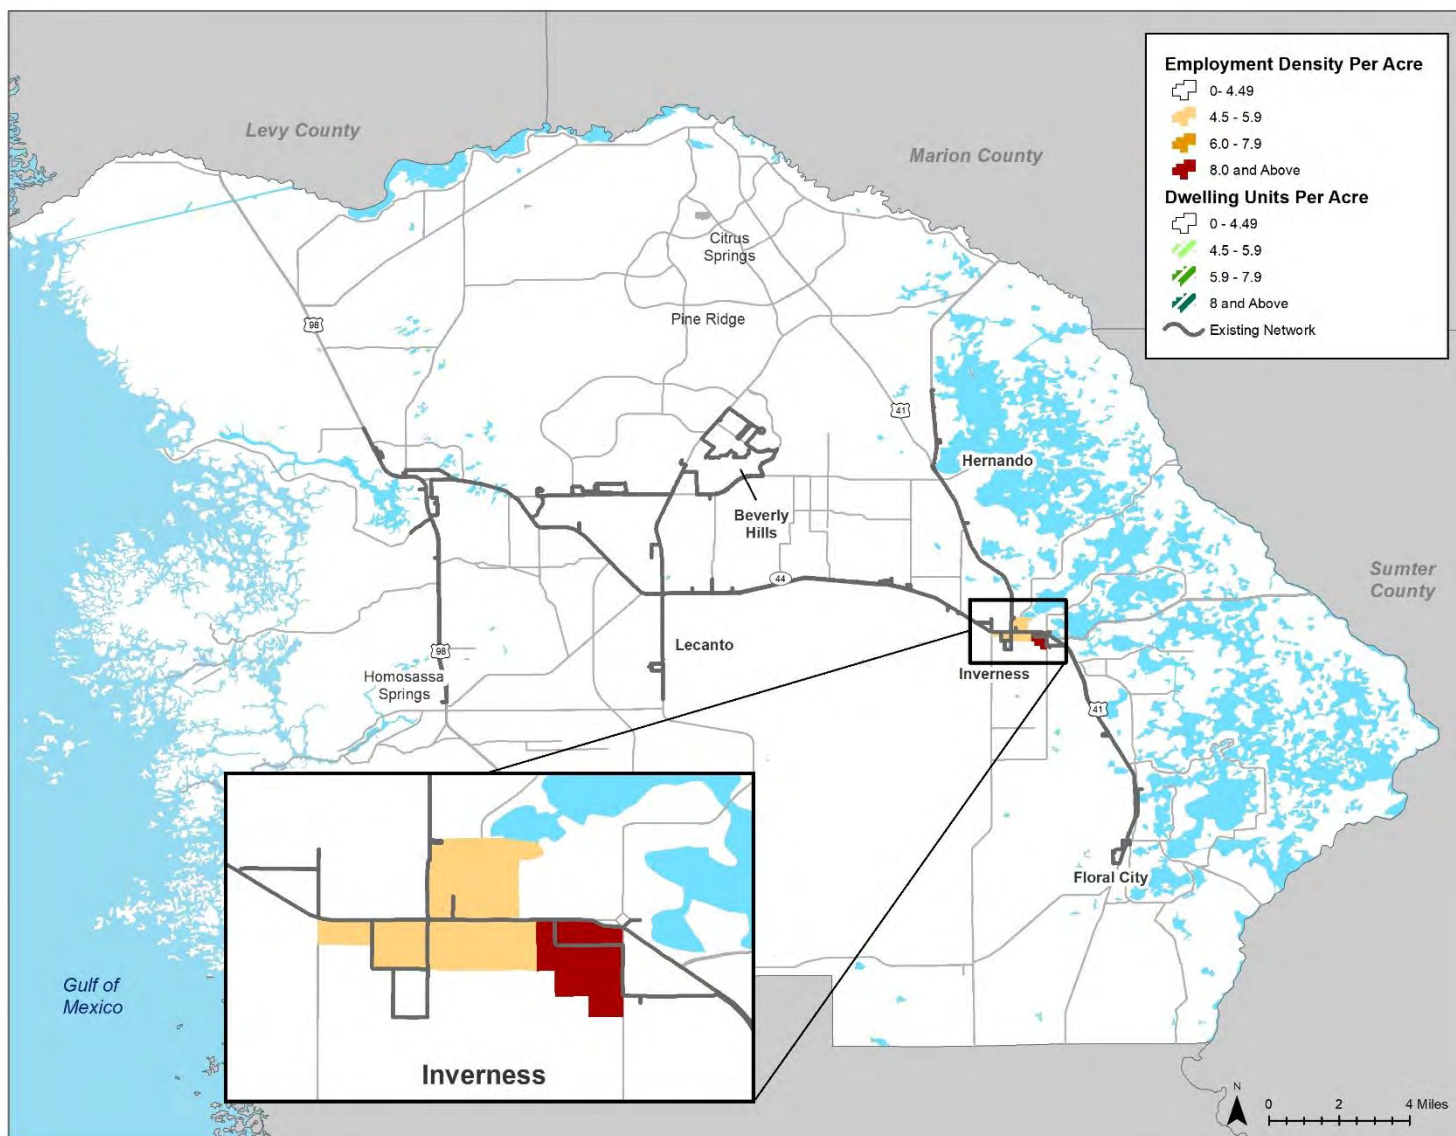 Levy County
Marion County
Employment Density Per Acre
0- 4.49
4.5 - 5.9
6.0 - 7.9
8.0 and Above
Dwelling Units Per Acre
0 - 4.49
4.5 - 5.9
5.9 - 7.9
8 and Above
Existing Network
Citrus
Springs
Pine Ridge
98
41
Hernando
Beverly
Hills
44
Sumter
County
Lecanto
98
Homosassa
Springs
Inverness
41
Floral City
Gulf of
Mexico
Inverness
N
0 2 4 Miles